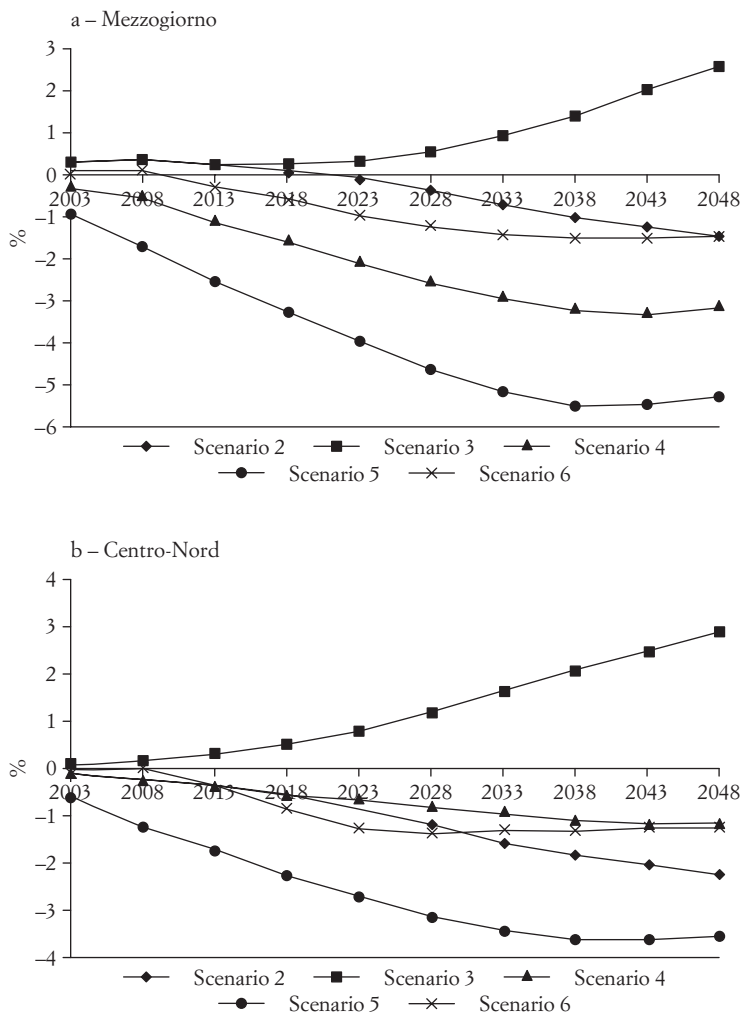 a – Mezzogiorno
3
2
1
0
2003 2008 2013 2018 2023 2028 2033 2038 2043 2048
–1
%
–2
–3
–4
–5
–6
Scenario 2 Scenario 3 Scenario 4
Scenario 5 Scenario 6
b – Centro-Nord
4
3
2
1
0
%
2003 2008 2013 2018 2023 2028 2033 2038 2043 2048
–1
–2
–3
–4
Scenario 2 Scenario 3 Scenario 4
Scenario 5 Scenario 6